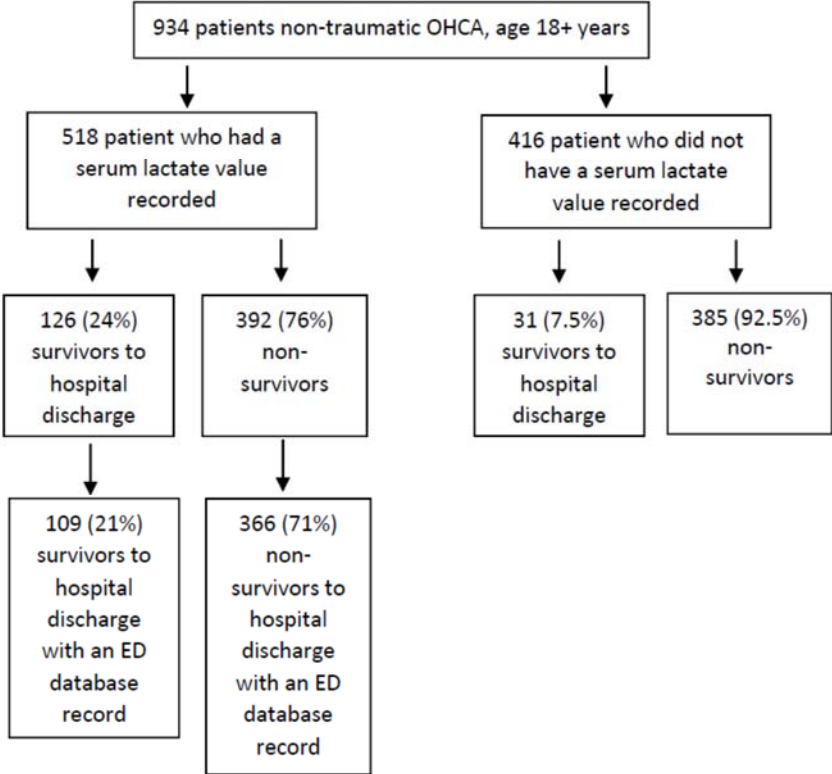 934 patients non-traumatic OHCA, age 18+ years
518 patient who had a
serum lactate value
recorded
416 patient who did not
have a serum lactate
value recorded
126 (24%)
survivors to
hospital
discharge
392 (76%)
non-
survivors
31 (7.5%)
survivors to
hospital
discharge
385 (92.5%)
non-
survivors
109 (21%)
survivors to
hospital
discharge
with an ED
database
record
366 (71%)
non-
survivors to
hospital
discharge
with an ED
database
record